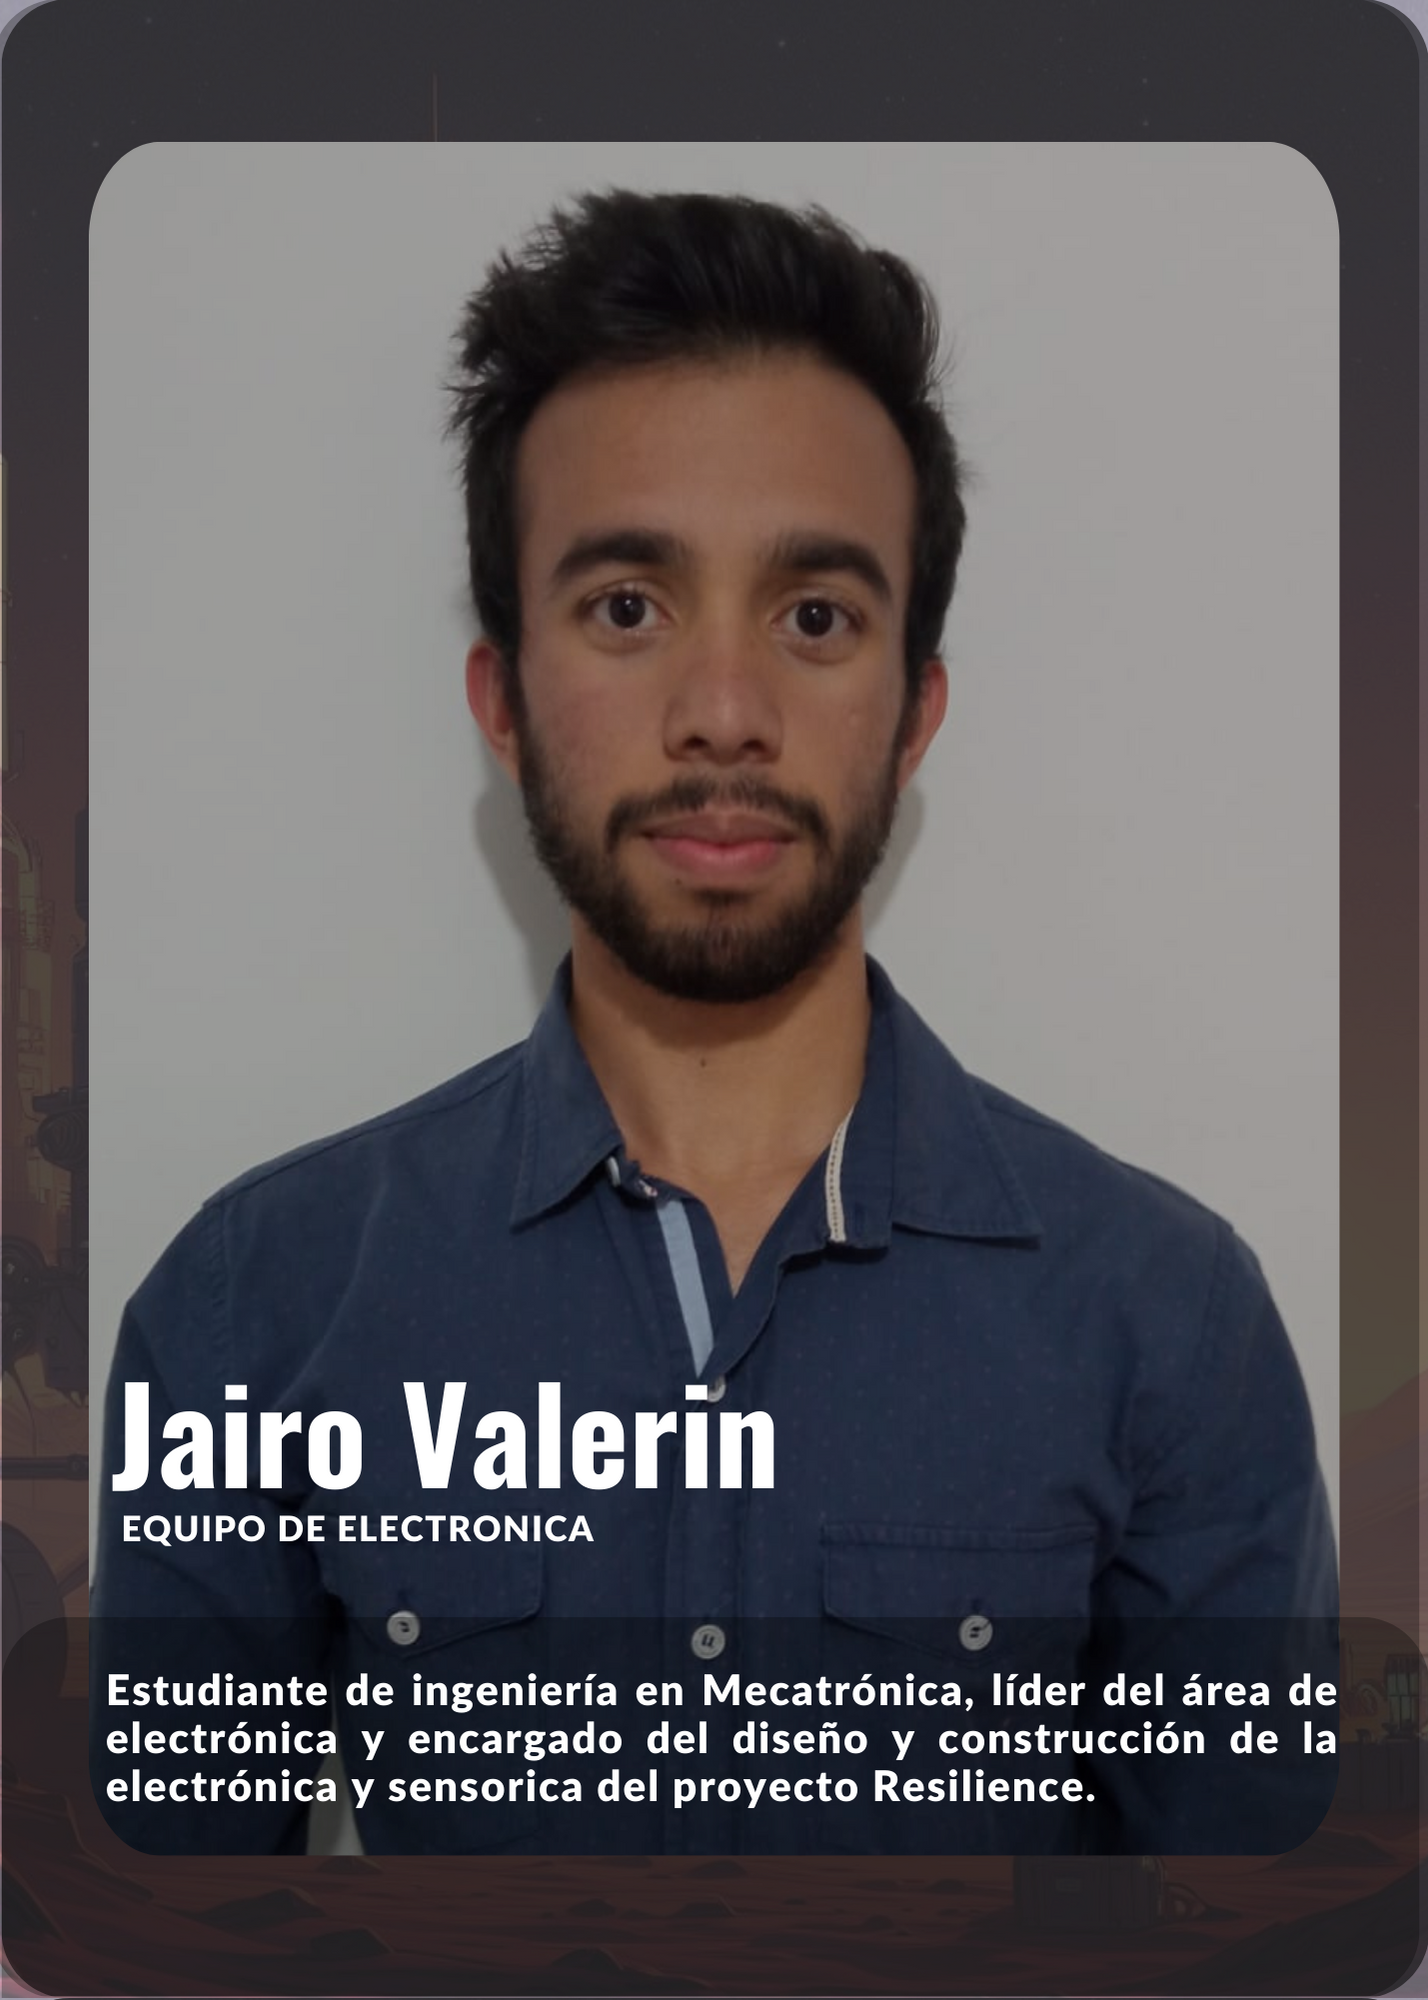 Jairo Valerin
EQUIPO DE ELECTRONICA
Estudiante de ingeniería en Mecatrónica, líder del área de
electrónica y encargado del diseño y construcción de la
electrónica y sensorica del proyecto Resilience.